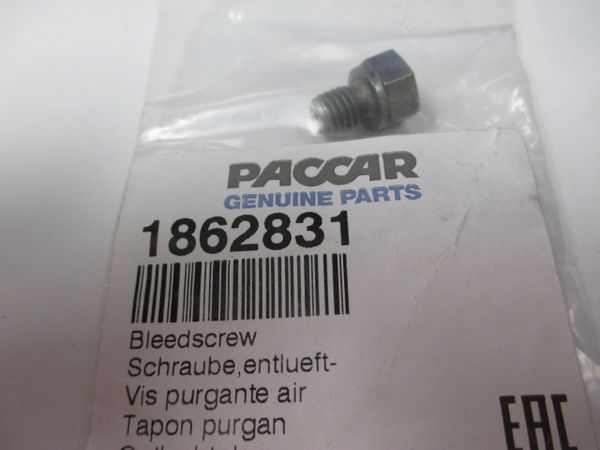 PACCAR
GENUINE PARTS
1862831
Bleedscrew
Schraube,entlueft-
Vis purgante air
Tapon purgan
EAC